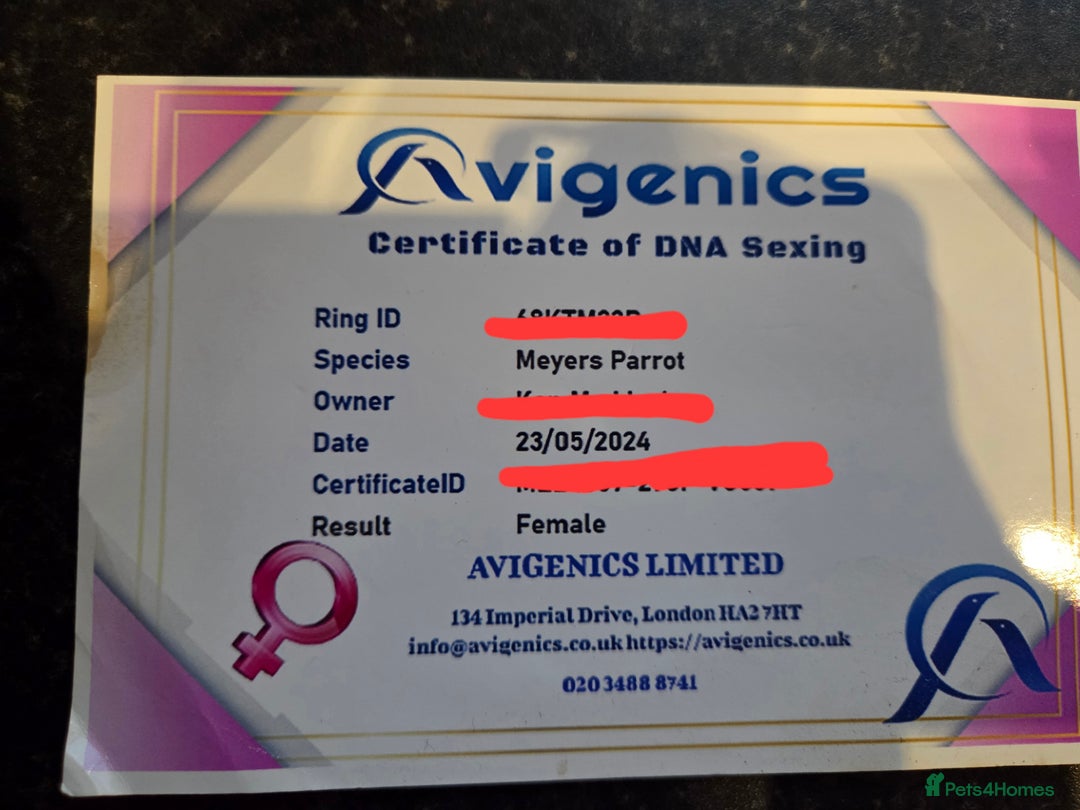 Avigenics
Certificate of DNA Sexing
Ring ID
Species Meyers Parrot
Owner
Date 23/05/2024
CertificateID
Result Female
AVIGENICS LIMITED
134 Imperial Drive, London HA2 7HT
info@avigenics.co.uk https://avigenics.co.uk
020 3488 8741
Pets4Homes